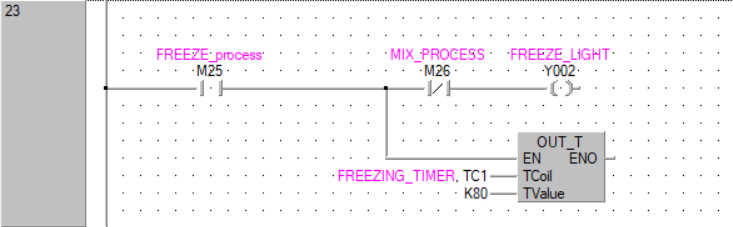 23
FREEZE_process MIX_PROCESS FREEZE_LIGHT
M25 M26 Y002
OUT_T
EN ENO
FREEZING_TIMER, TC1 TCoil
K80 TValue